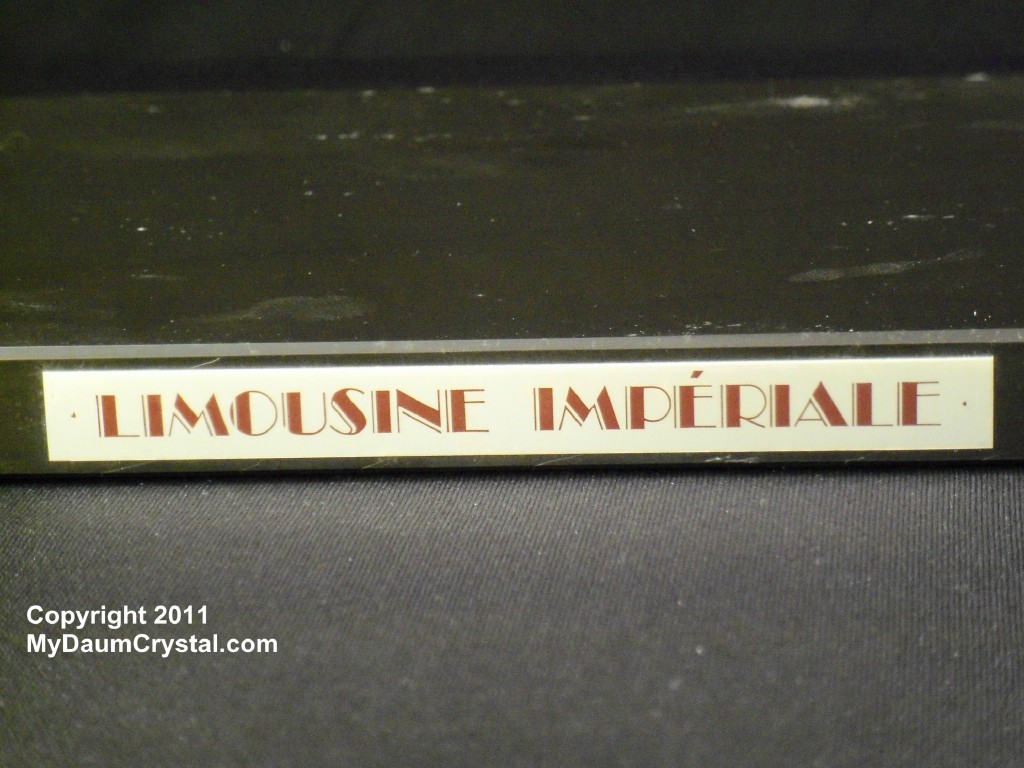 LIMOUSINE IMPÉRIALE
Copyright 2011
MyDaumCrystal.com